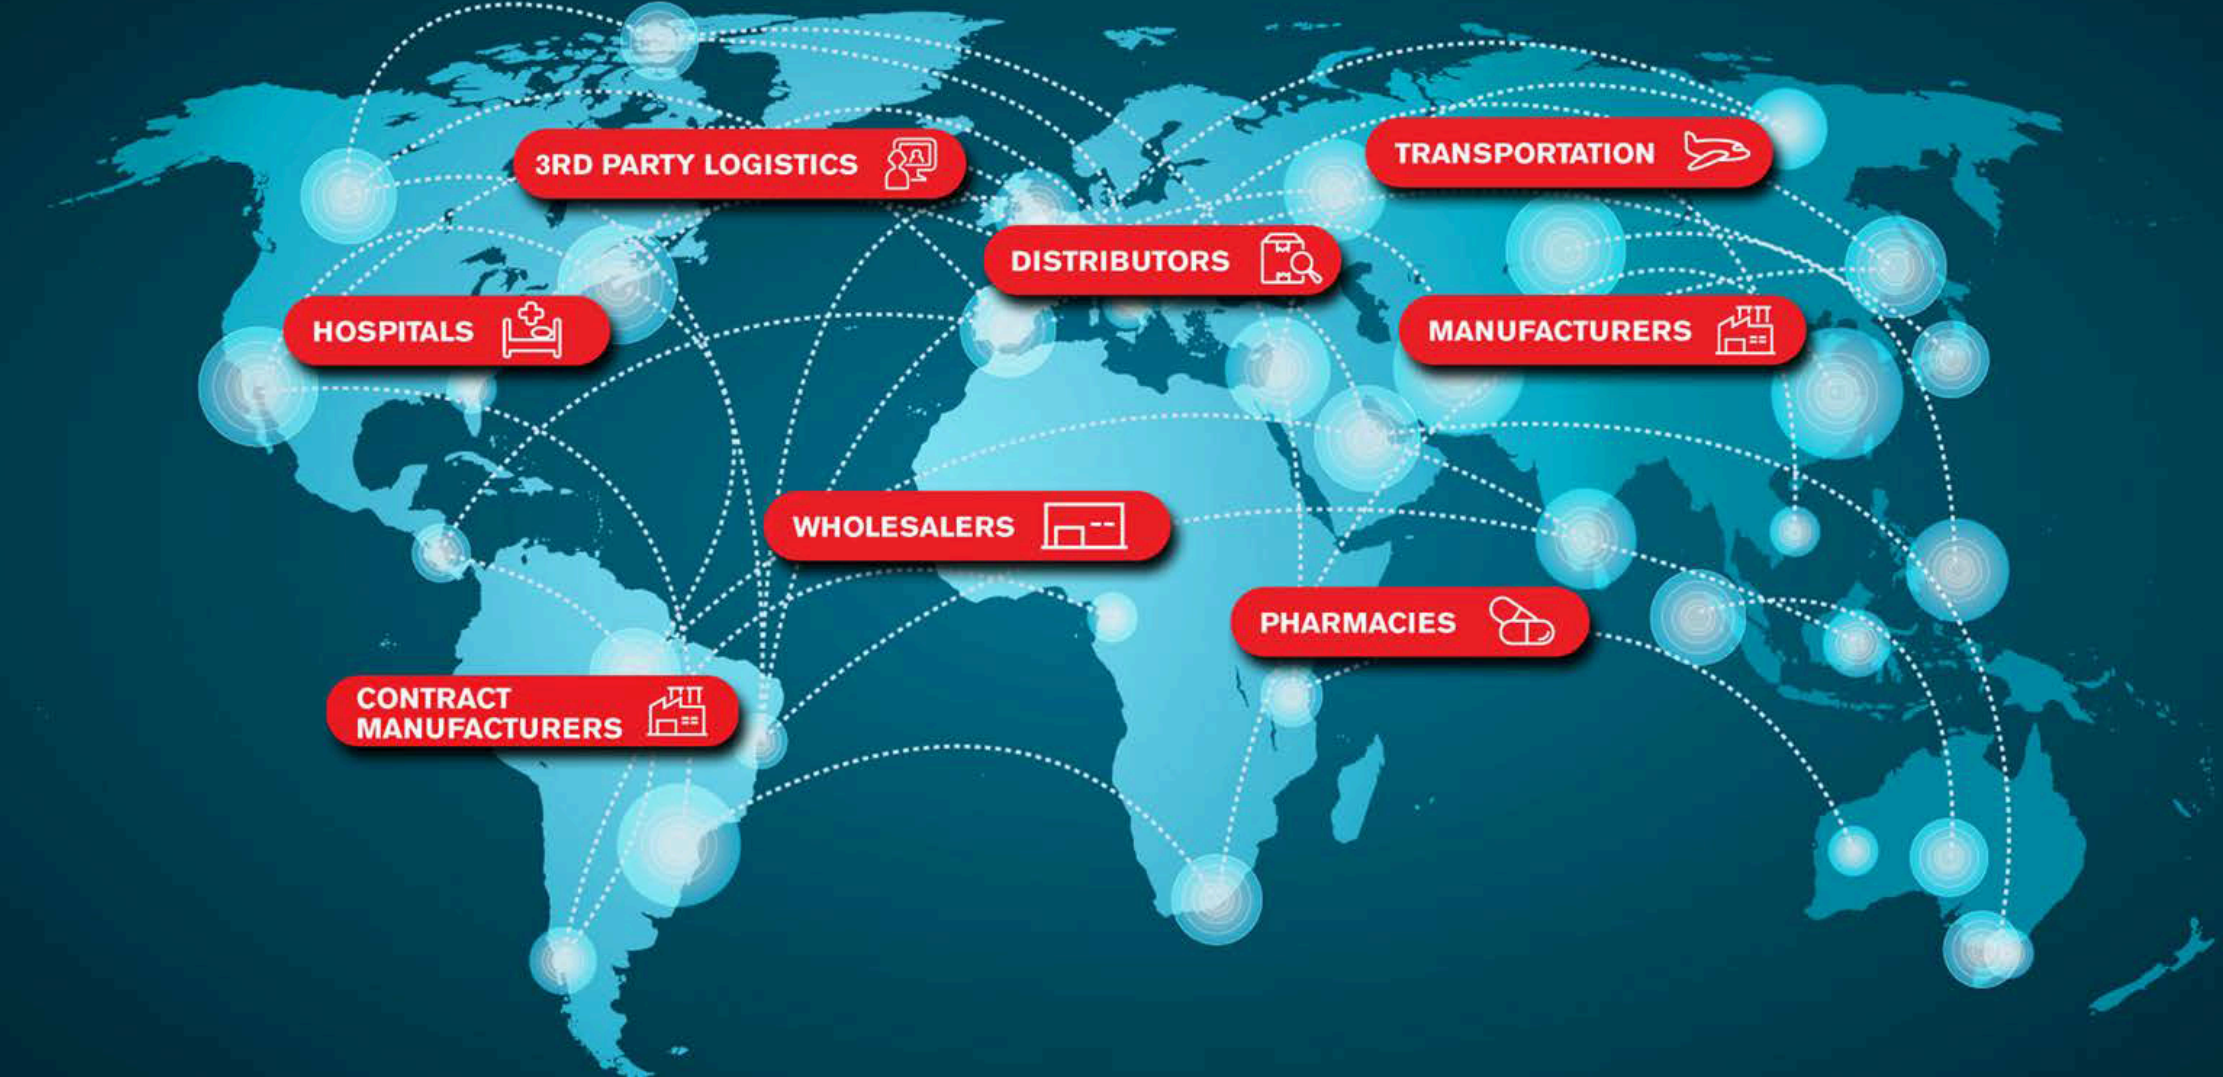 TRANSPORTATION
3RD PARTY LOGISTICS
DISTRIBUTORS
HOSPITALS
MANUFACTURERS
WHOLESALERS
PHARMACIES
CONTRACT
MANUFACTURERS